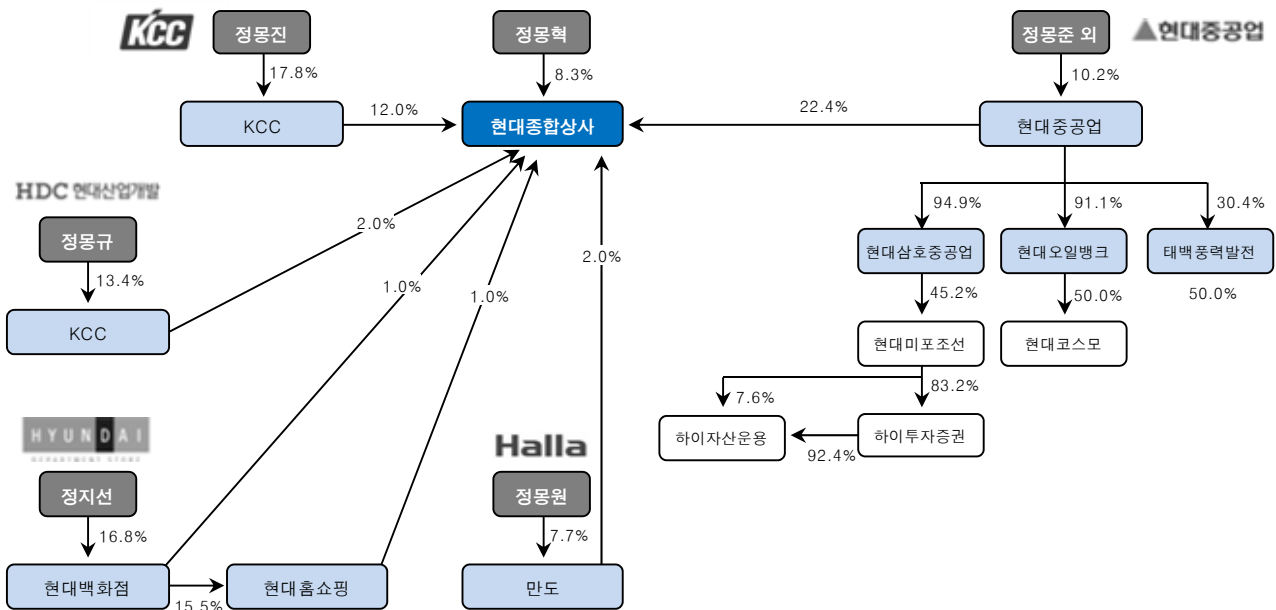 KCC
정몽진
정몽혁
정몽준 외
현대중공업
17.8%
8.3%
10.2%
KCC
12.0%
현대종합상사
22.4%
현대중공업
HDC 현대산업개발
정몽규
2.0%
94.9%
91.1%
30.4%
13.4%
현대삼호중공업
현대오일뱅크
태백풍력발전
2.0%
1.0%
1.0%
45.2%
50.0%
50.0%
KCC
현대미포조선
현대코스모
7.6%
83.2%
HYUNDAI
DEPARTMENT STORE
Halla
하이자산운용
하이투자증권
92.4%
정지선
정몽원
16.8%
7.7%
현대백화점
15.5%
현대홈쇼핑
만도